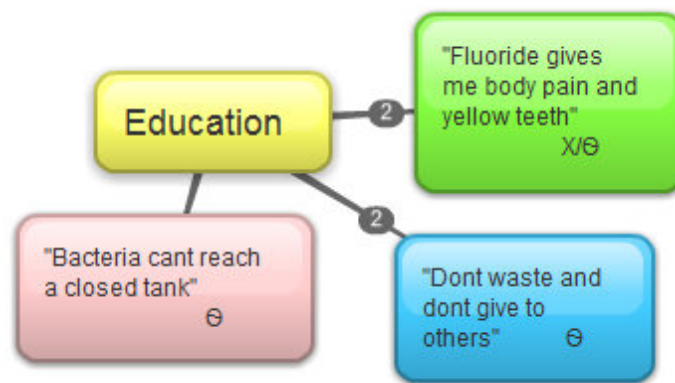 "Fluoride gives
me body pain and
yellow teeth"
X/Θ
Education
2
2
"Bacteria cant reach
a closed tank"
Θ
"Dont waste and
dont give to
others" Θ